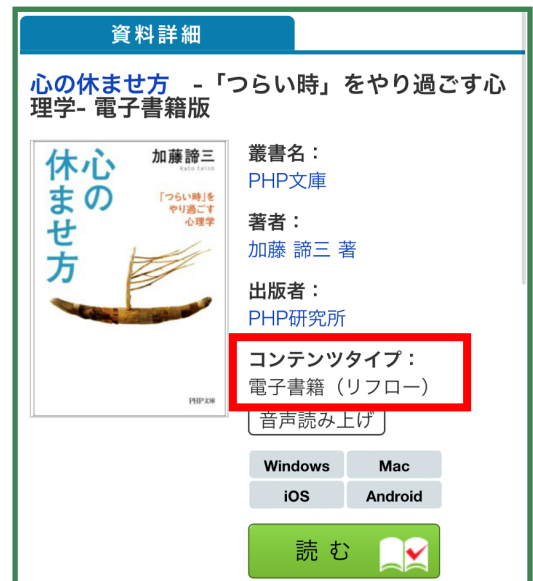 資料詳細
心の休ませ方 -「つらい時」をやり過ごす心
理学- 電子書籍版
心の
休ませ方
加藤諦三
kato taizo
「つらい時」を
やり過ごす
心理学
PHP文庫
叢書名：
PHP文庫
著者：
加藤 諦三 著
出版者：
PHP研究所
コンテンツタイプ：
電子書籍（リフロー）
音声読み上げ
Windows
Mac
iOS
Android
読む